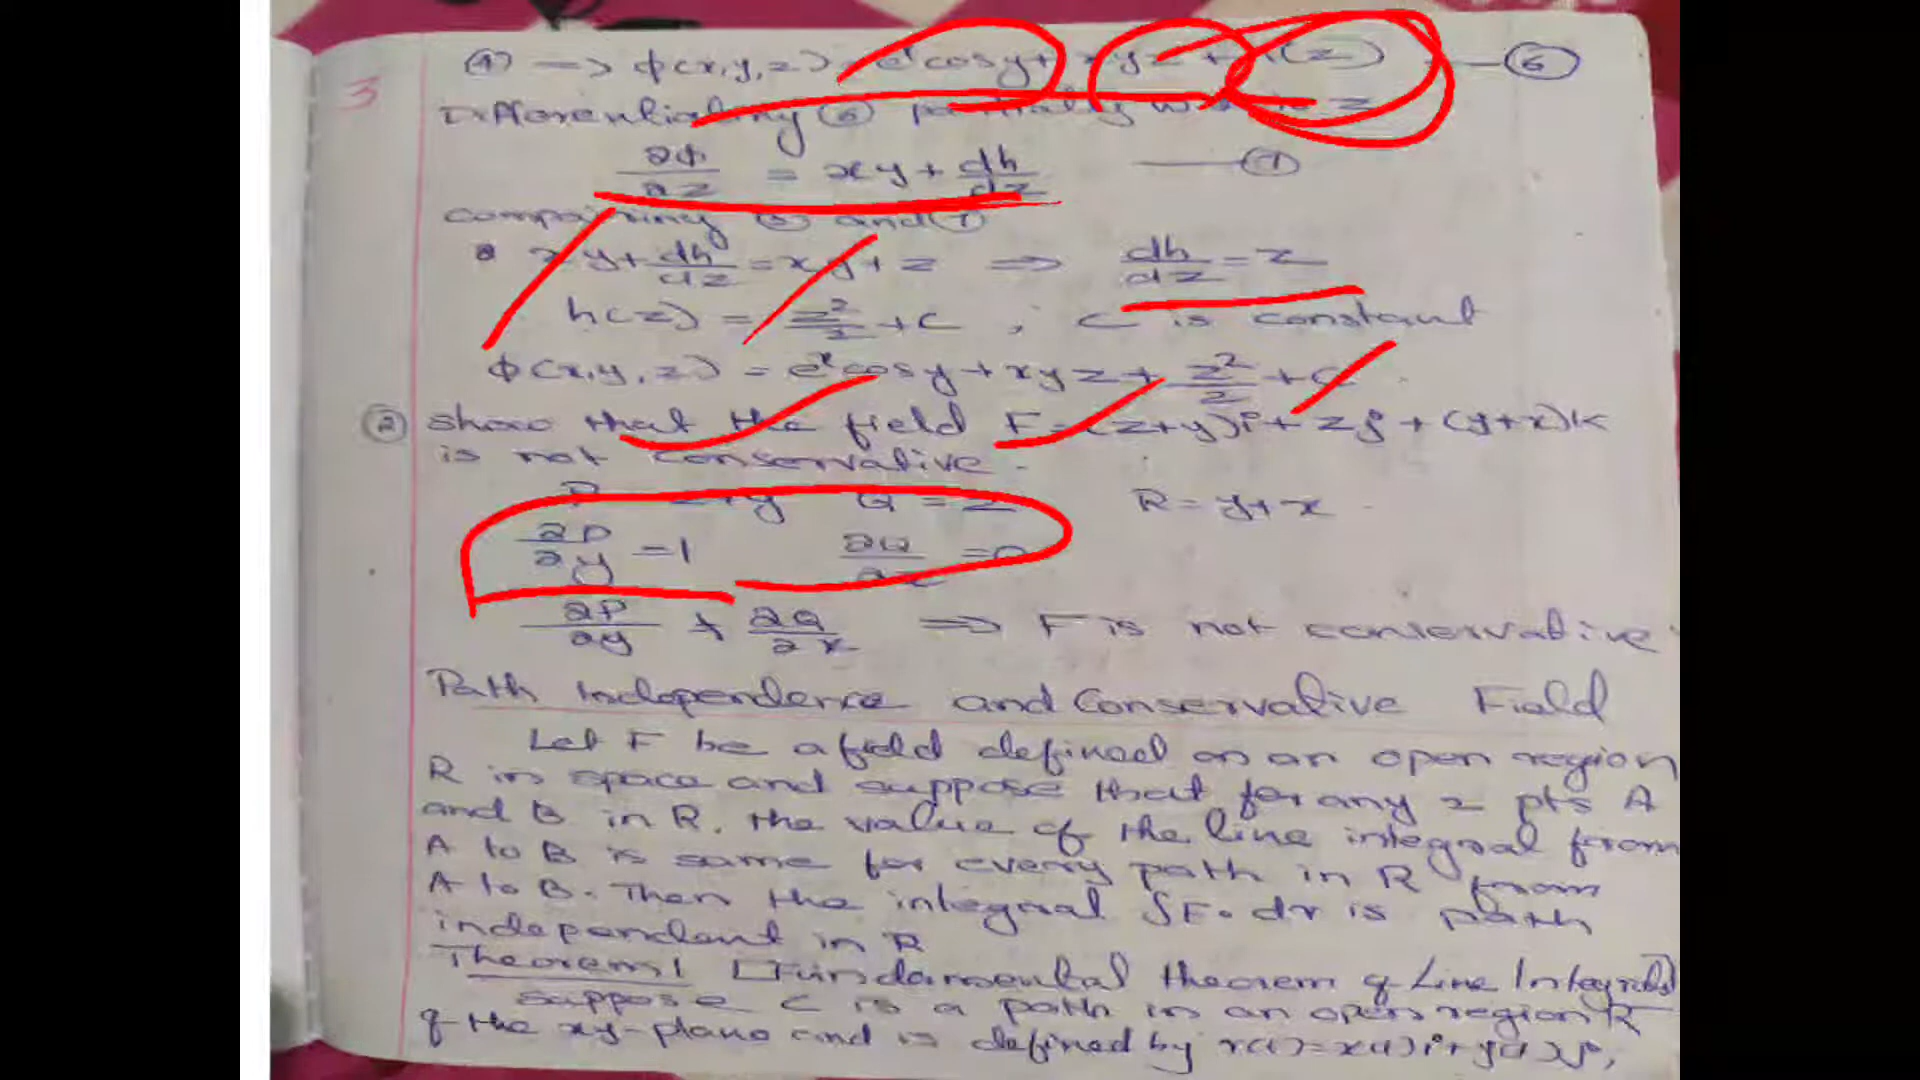 3
④ → φ(x,y,z) = e^x cosy + xyz + h(z) — ⑥
Differentiating ⑥ partially w.r. to z
∂φ/∂z = xy + dh/dz — ⑦
comparing ⑤ and ⑦
xy + dh/dz = xy + z ⇒ dh/dz = z
h(z) = z²/2 + C, C is constant
φ(x,y,z) = e^x cosy + xyz + z²/2 + C
② show that the field F = (z+y)i + zj + (y+x)k
is not conservative.
P = z+y Q = z R = y+x
∂P/∂y = 1 ∂Q/∂x = 0
∂P/∂y ≠ ∂Q/∂x ⇒ F is not conservative
Path Independence and Conservative Field
Let F be a field defined on an open region
R in space and suppose that for any 2 pts A
and B in R, the value of the line integral from
A to B is same for every path in R from
A to B. Then the integral ∫F.dr is path
independent in R
Theorem 1 [Fundamental theorem of Line Integrals]
suppose C is a path in an open region R
of the xy-plane and is defined by r(t) = x(t)i + y(t)j,